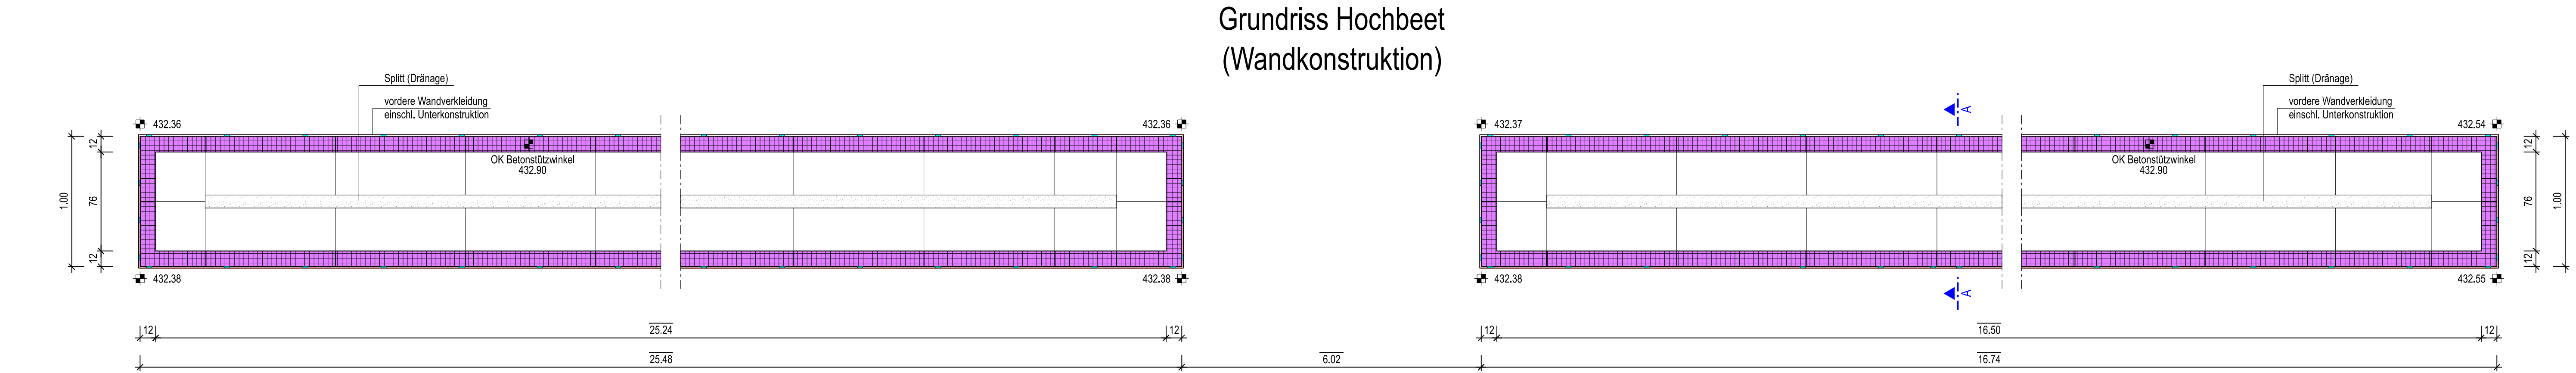 Grundriss Hochbeet
(Wandkonstruktion)
Splitt (Dränage)
vordere Wandverkleidung
einschl. Unterkonstruktion
Splitt (Dränage)
vordere Wandverkleidung
einschl. Unterkonstruktion
432.36
432.36
432.37
A
432.54
OK Betonstützwinkel
432.90
OK Betonstützwinkel
432.90
1.00
12
76
12
12
76
12
1.00
432.38
432.38
432.38
A
432.55
12
25.24
12
12
16.50
12
25.48
6.02
16.74